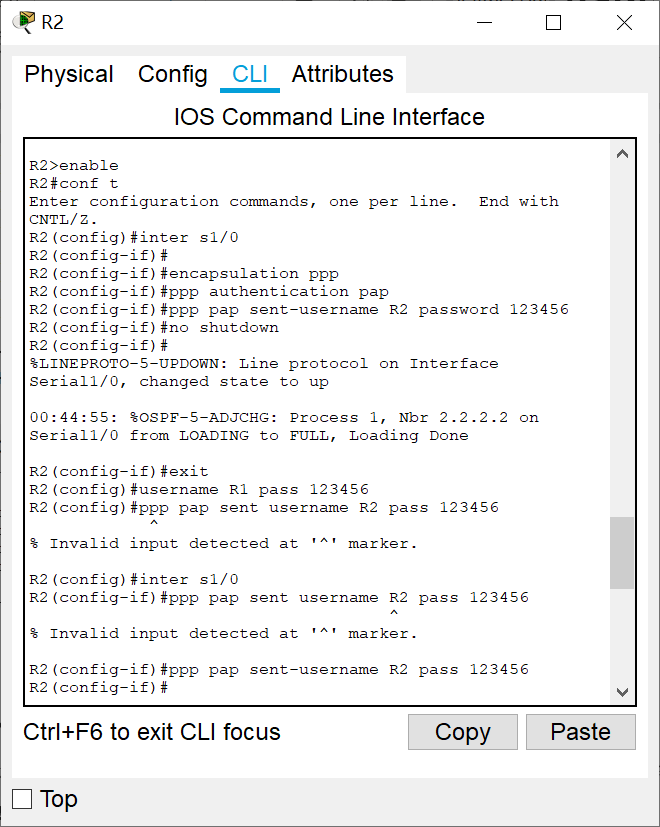 R2
Physical Config CLI Attributes
IOS Command Line Interface
R2>enable
R2#conf t
Enter configuration commands, one per line.  End with
CNTL/Z.
R2(config)#inter s1/0
R2(config-if)#
R2(config-if)#encapsulation ppp
R2(config-if)#ppp authentication pap
R2(config-if)#ppp pap sent-username R2 password 123456
R2(config-if)#no shutdown
R2(config-if)#
%LINEPROTO-5-UPDOWN: Line protocol on Interface
Serial1/0, changed state to up
00:44:55: %OSPF-5-ADJCHG: Process 1, Nbr 2.2.2.2 on
Serial1/0 from LOADING to FULL, Loading Done
R2(config-if)#exit
R2(config)#username R1 pass 123456
R2(config)#ppp pap sent username R2 pass 123456
^
% Invalid input detected at '^' marker.
R2(config)#inter s1/0
R2(config-if)#ppp pap sent username R2 pass 123456
^
% Invalid input detected at '^' marker.
R2(config-if)#ppp pap sent-username R2 pass 123456
R2(config-if)#
Ctrl+F6 to exit CLI focus
Copy Paste
Top